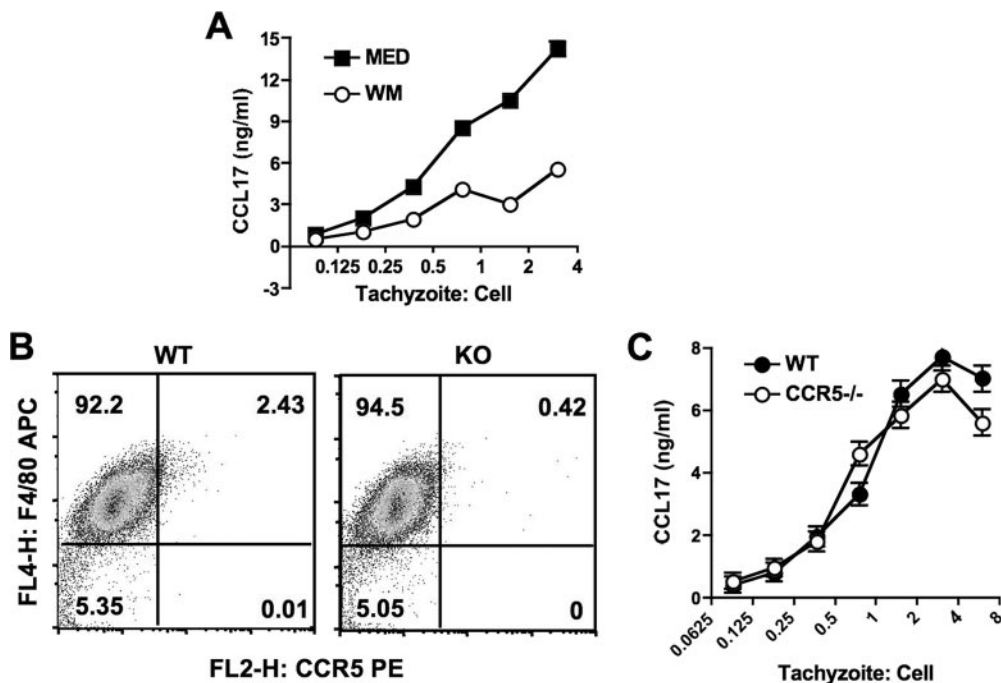 A
MED
WM
CCL17 (ng/ml)
15
12
9
6
3
0
-3
0.125 0.25 0.5 1 2 4
Tachyzoite: Cell
B
WT
KO
92.2 2.43
5.35 0.01
94.5 0.42
5.05 0
FL4-H: F4/80 APC
FL2-H: CCR5 PE
C
WT
CCR5-/-
CCL17 (ng/ml)
8
6
4
2
0
0.0625 0.125 0.25 0.5 1 2 4 8
Tachyzoite: Cell